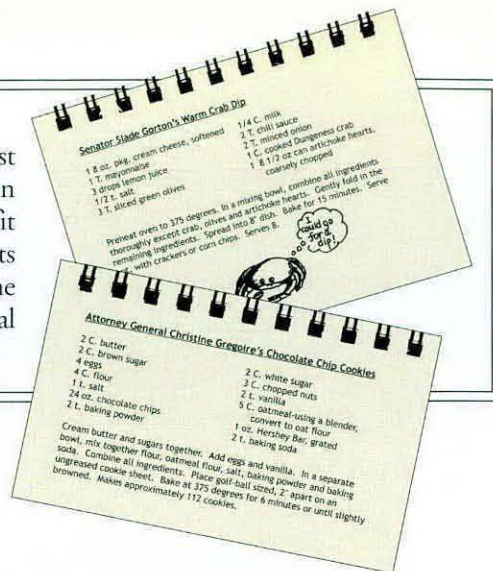 st
n
fit
ts
ne
al
Senator Slade Gorton's Warm Crab Dip
1 8 oz. pkg. cream cheese, softened
1 T. mayonnaise
3 drops lemon juice
1/2 t. salt
3 T. sliced green olives
1/4 C. milk
2 T. chili sauce
2 T. minced onion
1 C. cooked Dungeness crab
1 8 1/2 oz can artichoke hearts,
coarsely chopped
Preheat oven to 375 degrees. In a mixing bowl, combine all ingredients
thoroughly except crab, olives and artichoke hearts. Gently fold in the
remaining ingredients. Spread into 8" dish. Bake for 15 minutes. Serve
with crackers or corn chips. Serves 8.
I
could go
for a
dip!
Attorney General Christine Gregoire's Chocolate Chip Cookies
2 C. butter
2 C. brown sugar
4 eggs
4 C. flour
1 t. salt
24 oz. chocolate chips
2 t. baking powder
2 C. white sugar
3 C. chopped nuts
2 t. vanilla
5 C. oatmeal-using a blender,
convert to oat flour
1 oz. Hershey Bar, grated
2 t. baking soda
Cream butter and sugars together. Add eggs and vanilla. In a separate
bowl, mix together flour, oatmeal flour, salt, baking powder and baking
soda. Combine all ingredients. Place golf-ball sized, 2" apart on an
ungreased cookie sheet. Bake at 375 degrees for 6 minutes or until slightly
browned. Makes approximately 112 cookies.